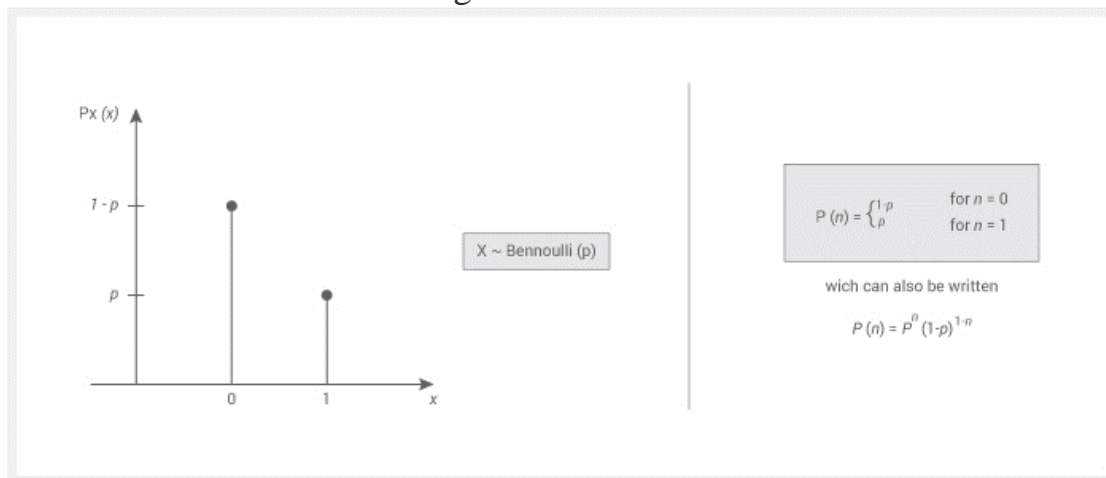 Px (x)
1-p
p
0
1
x
X ~ Bennoulli (p)
P (n) = {1-p for n = 0
p for n = 1
wich can also be written
P (n) = P^n (1-p)^1-n